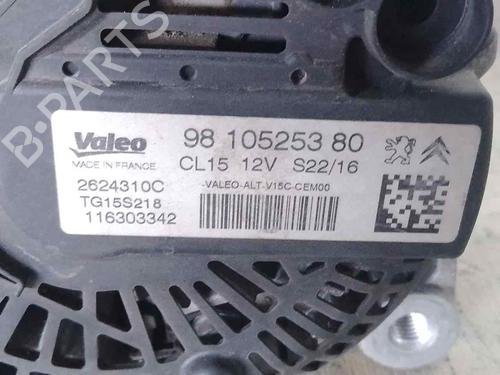 B-PARTS
Valeo
98 105253 80
MADE IN FRANCE
CL15 12V S22/16
2624310C
-VALEO-ALT-V15C-CEM00
TG15S218
116303342